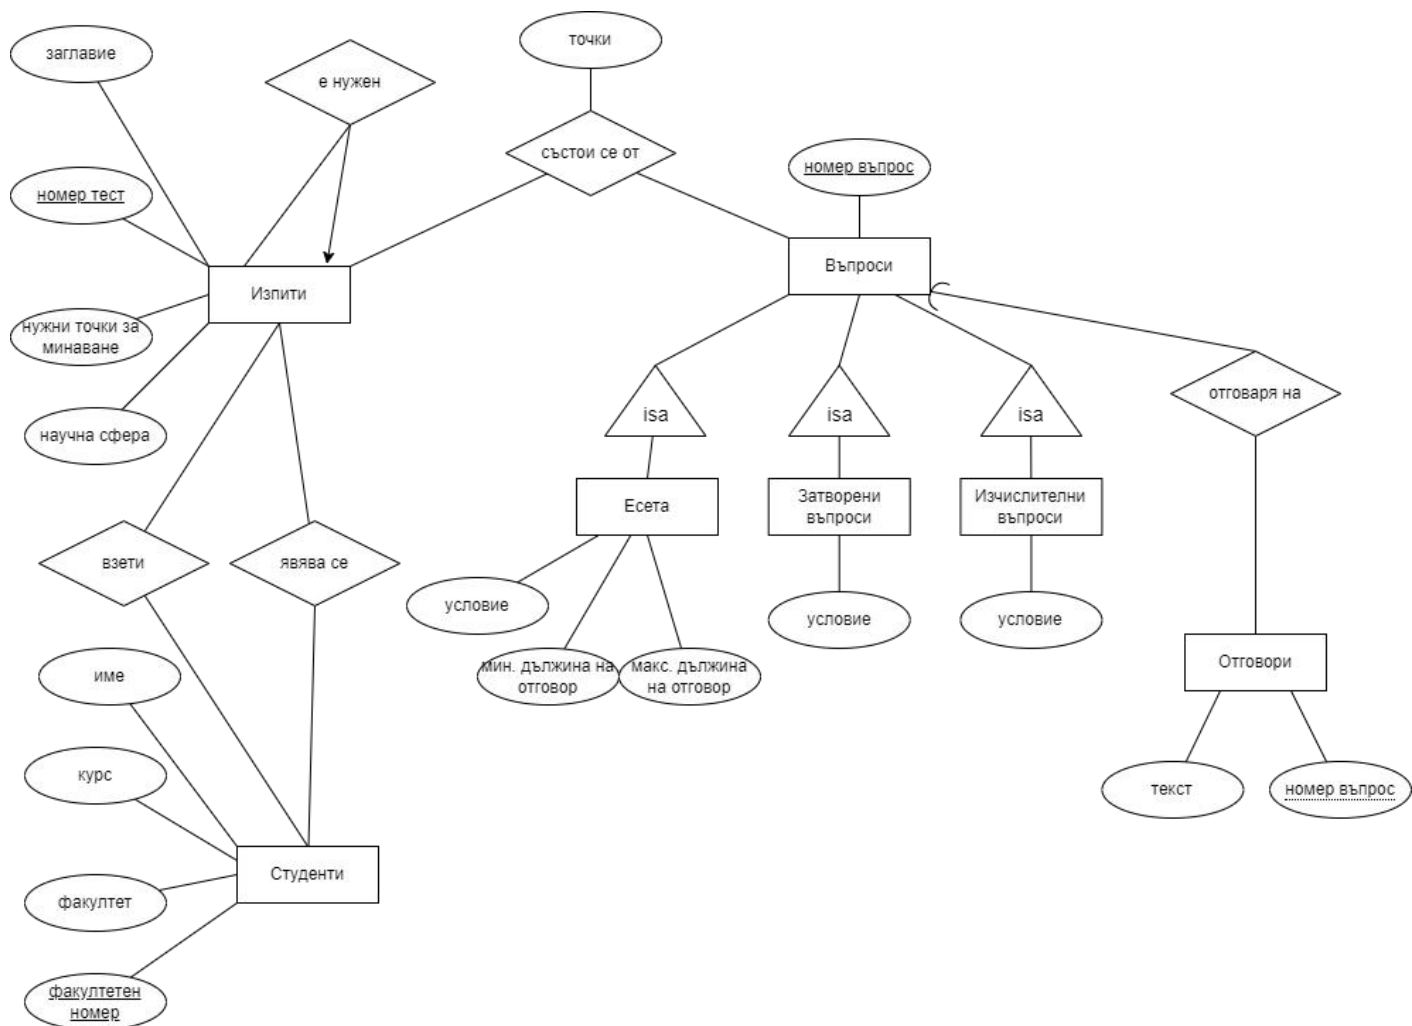 точки
заглавие
е нужен
състои се от
номер въпрос
номер тест
Въпроси
Изпити
нужни точки за
минаване
отговаря на
isa
isa
isa
научна сфера
Есета
Затворени
въпроси
Изчислителни
въпроси
взети
явява се
условие
условие
условие
Отговори
име
мин. дължина на
отговор
макс. дължина
на отговор
курс
текст
номер въпрос
Студенти
факултет
факултетен
номер